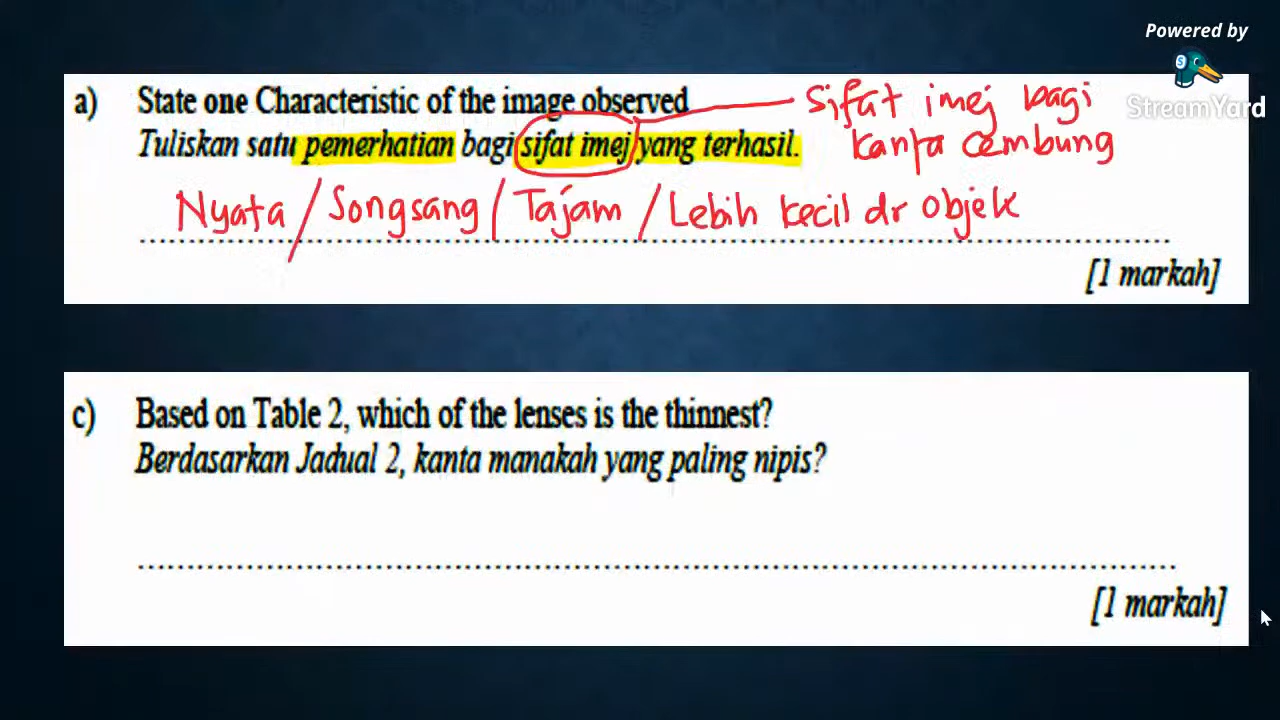 Powered by
StreamYard
a) State one Characteristic of the image observed
Tuliskan satu pemerhatian bagi sifat imej yang terhasil.
Sifat imej bagi
kanta cembung
Nyata / Songsang / Tajam / Lebih kecil dr objek
[1 markah]
c) Based on Table 2, which of the lenses is the thinnest?
Berdasarkan Jadual 2, kanta manakah yang paling nipis?
[1 markah]